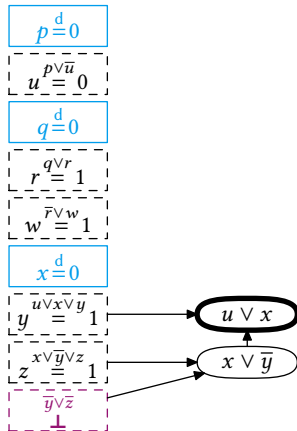 p d= 0
u p∨u̅= 0
q d= 0
r q∨r= 1
w r̅∨w= 1
x d= 0
y u∨x∨y= 1
u ∨ x
z x∨y̅∨z= 1
x ∨ y̅
y̅∨z̅
⊥